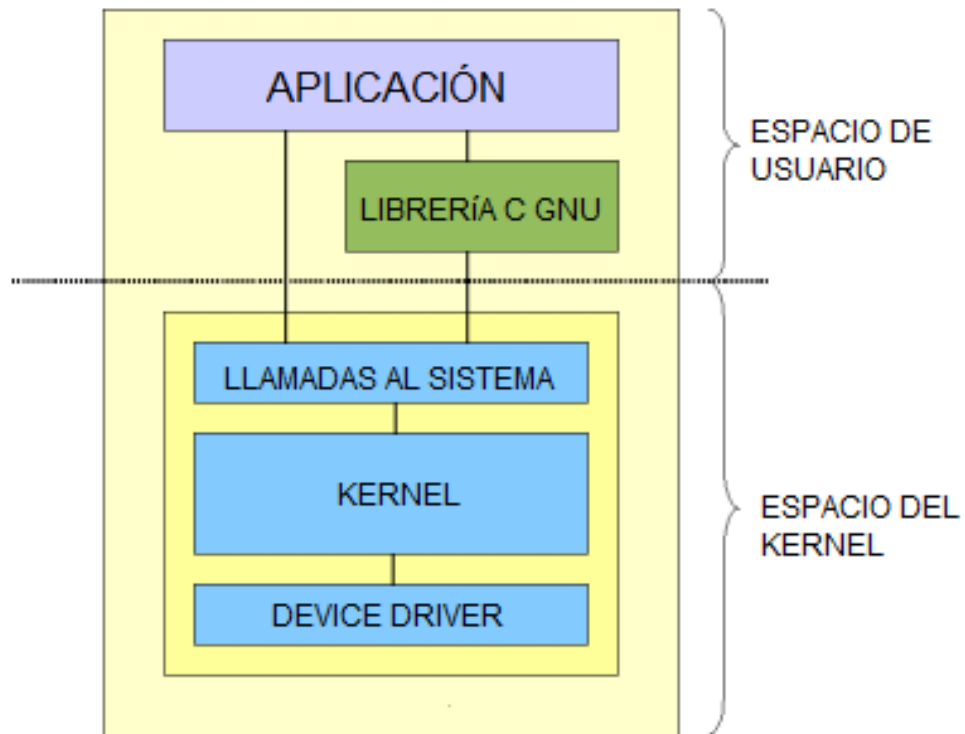 APLICACIÓN
ESPACIO DE
USUARIO
LIBRERíA C GNU
LLAMADAS AL SISTEMA
KERNEL
ESPACIO DEL
KERNEL
DEVICE DRIVER